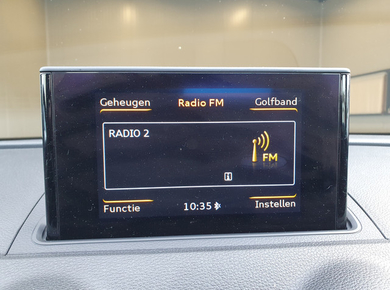 Geheugen Radio FM Golfband
RADIO 2
FM
i
Functie 10:35 Instellen